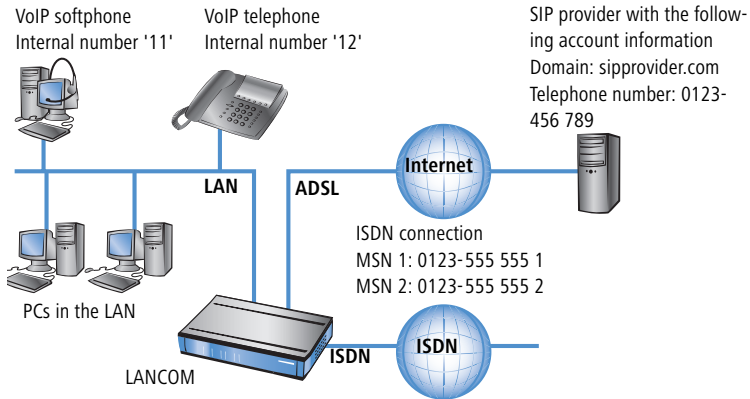 VoIP softphone
Internal number '11'
VoIP telephone
Internal number '12'
SIP provider with the follow-
ing account information
Domain: sipprovider.com
Telephone number: 0123-
456 789
Internet
LAN
ADSL
ISDN connection
MSN 1: 0123-555 555 1
MSN 2: 0123-555 555 2
PCs in the LAN
ISDN
ISDN
LANCOM